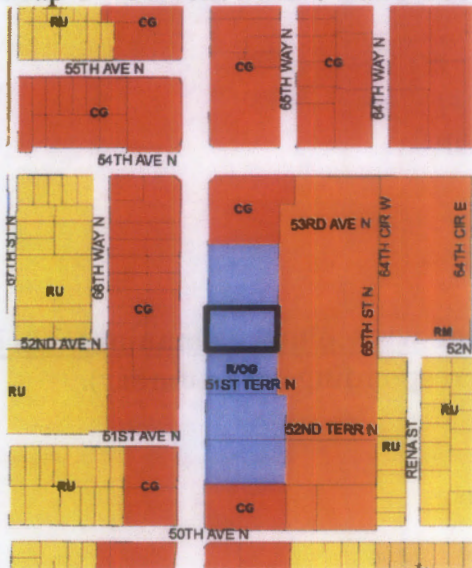 RU
CG
55TH AVE N
CG
65TH WAY N
CG
64TH WAY N
CG
54TH AVE N
67TH ST N
RU
66TH WAY N
CG
CG
53RD AVE N
64TH CIR W
64TH CIR E
65TH ST N
RM
52ND AVE N
52N
R/OG
51ST TERR N
RU
RU
RENA ST
RU
52ND TERR N
51ST AVE N
RU
CG
CG
50TH AVE N